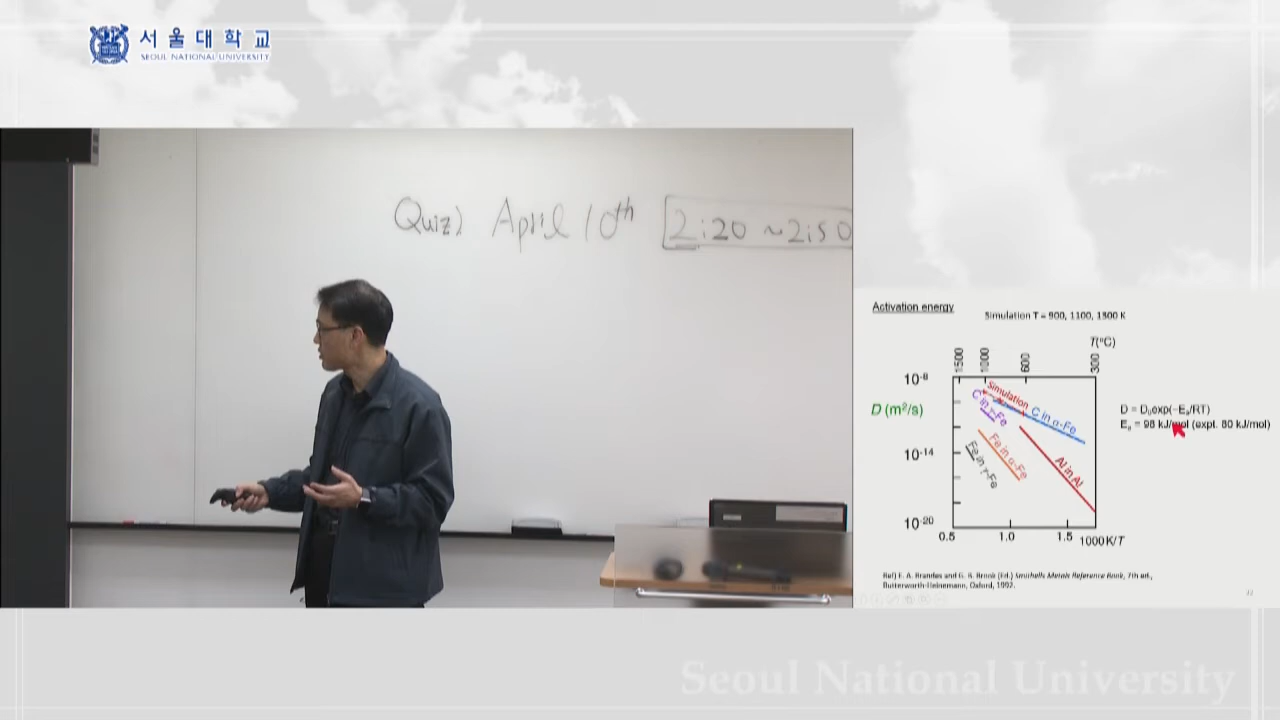 서울대학교
SEOUL NATIONAL UNIVERSITY
Quiz) April 10th 2:20 ~ 2:50
Activation energy
Simulation T = 900, 1100, 1300 K
T(°C)
1500 1000 600 300
10-8
D (m2/s)
10-14
10-20
Simulation
C in γ-Fe
C in α-Fe
Fe in α-Fe
Fe in γ-Fe
Al in Al
0.5 1.0 1.5 1000 K/T
D = D0exp(-Ea/RT)
Ea = 98 kJ/mol (expt. 80 kJ/mol)
Ref) E. A. Brandes and G. B. Brook (Ed.) Smithells Metals Reference Book, 7th ed.,
Butterworth-Heinemann, Oxford, 1992.
Seoul National University